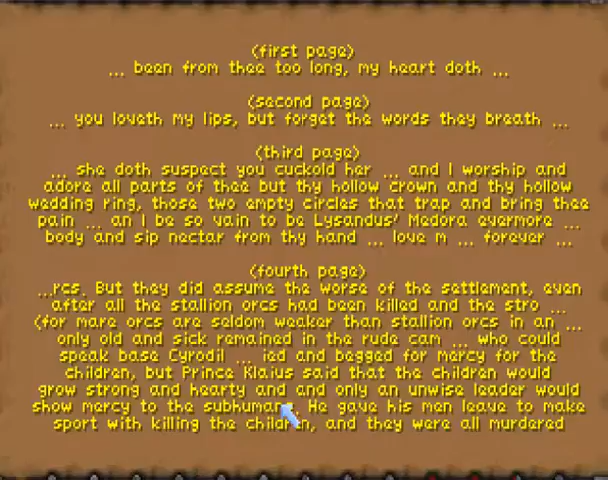 (first page)
... been from thee too long, my heart doth ...
(second page)
... you loveth my lips, but forget the words they breath ...
(third page)
... she doth suspect you cuckold her ... and I worship and
adore all parts of thee but thy hollow crown and thy hollow
wedding ring, those two empty circles that trap and bring thee
pain ... an I be so vain to be Lysandus' Medora evermore ...
body and sip nectar from thy hand ... love m ... forever ...
(fourth page)
...rcs. But they did assume the worse of the settlement, even
after all the stallion orcs had been killed and the stro ...
(for mare orcs are seldom weaker than stallion orcs in an ...
only old and sick remained in the rude cam ... who could
speak base Cyrodil ... ied and begged for mercy for the
children, but Prince Klaius said that the children would
grow strong and hearty and and only an unwise leader would
show mercy to the subhumans. He gave his men leave to make
sport with killing the children, and they were all murdered